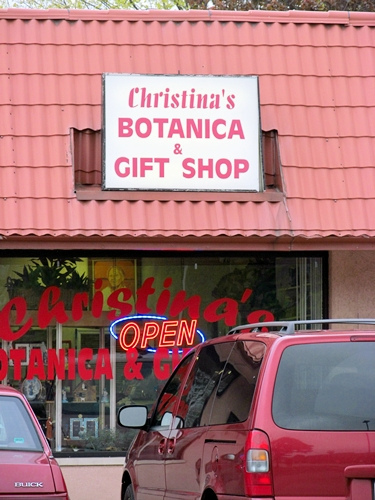 Christina's
BOTANICA
&
GIFT SHOP
Christina's
OPEN
OTANICA & G
BUICK